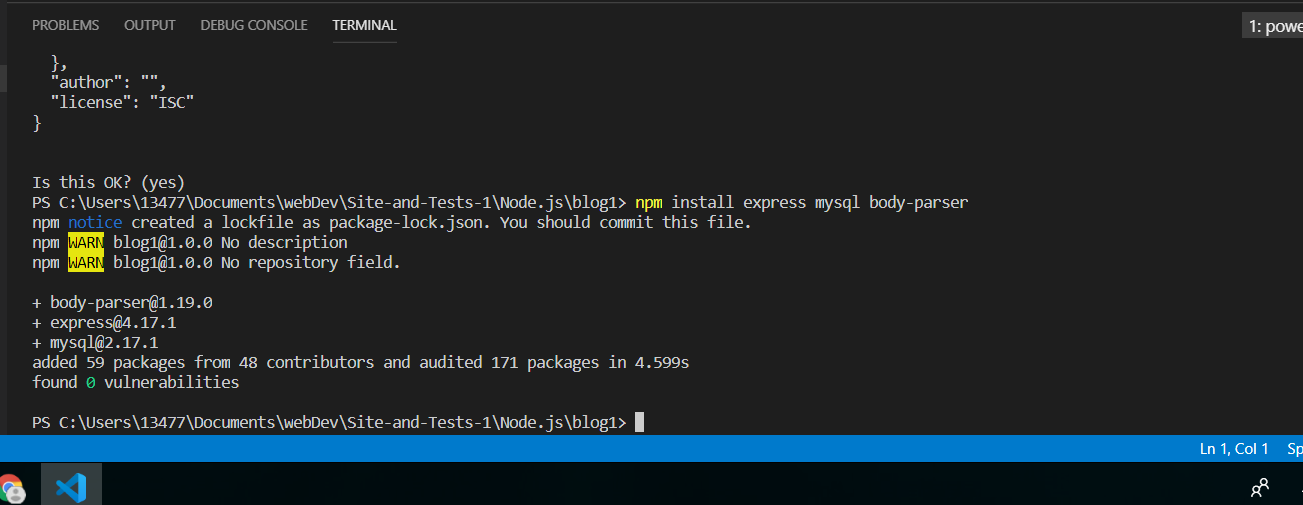 PROBLEMS OUTPUT DEBUG CONSOLE TERMINAL 1: powe
},
"author": "",
"license": "ISC"
}
Is this OK? (yes)
PS C:\Users\13477\Documents\webDev\Site-and-Tests-1\Node.js\blog1> npm install express mysql body-parser
npm notice created a lockfile as package-lock.json. You should commit this file.
npm WARN blog1@1.0.0 No description
npm WARN blog1@1.0.0 No repository field.
+ body-parser@1.19.0
+ express@4.17.1
+ mysql@2.17.1
added 59 packages from 48 contributors and audited 171 packages in 4.599s
found 0 vulnerabilities
PS C:\Users\13477\Documents\webDev\Site-and-Tests-1\Node.js\blog1>
Ln 1, Col 1 Sp